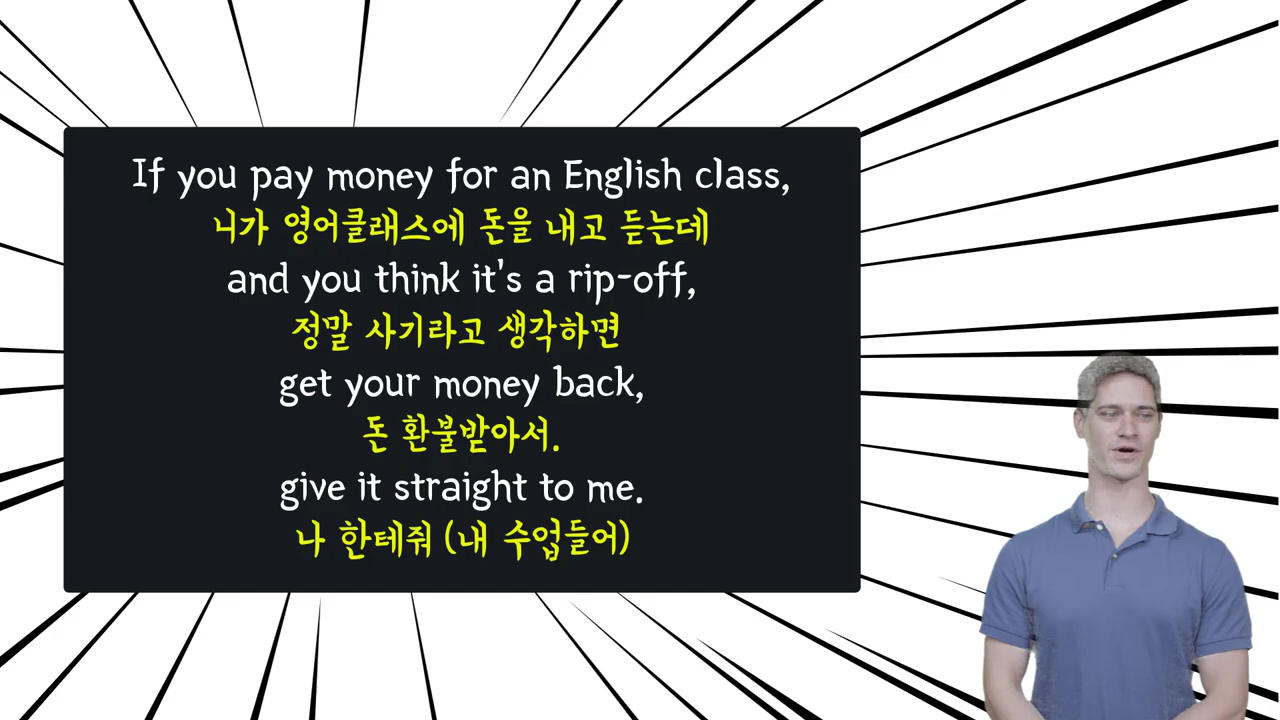 If you pay money for an English class,
니가 영어클래스에 돈을 내고 듣는데
and you think it's a rip-off,
정말 사기라고 생각하면
get your money back,
돈 환불받아서.
give it straight to me.
나 한테줘 (내 수업들어)